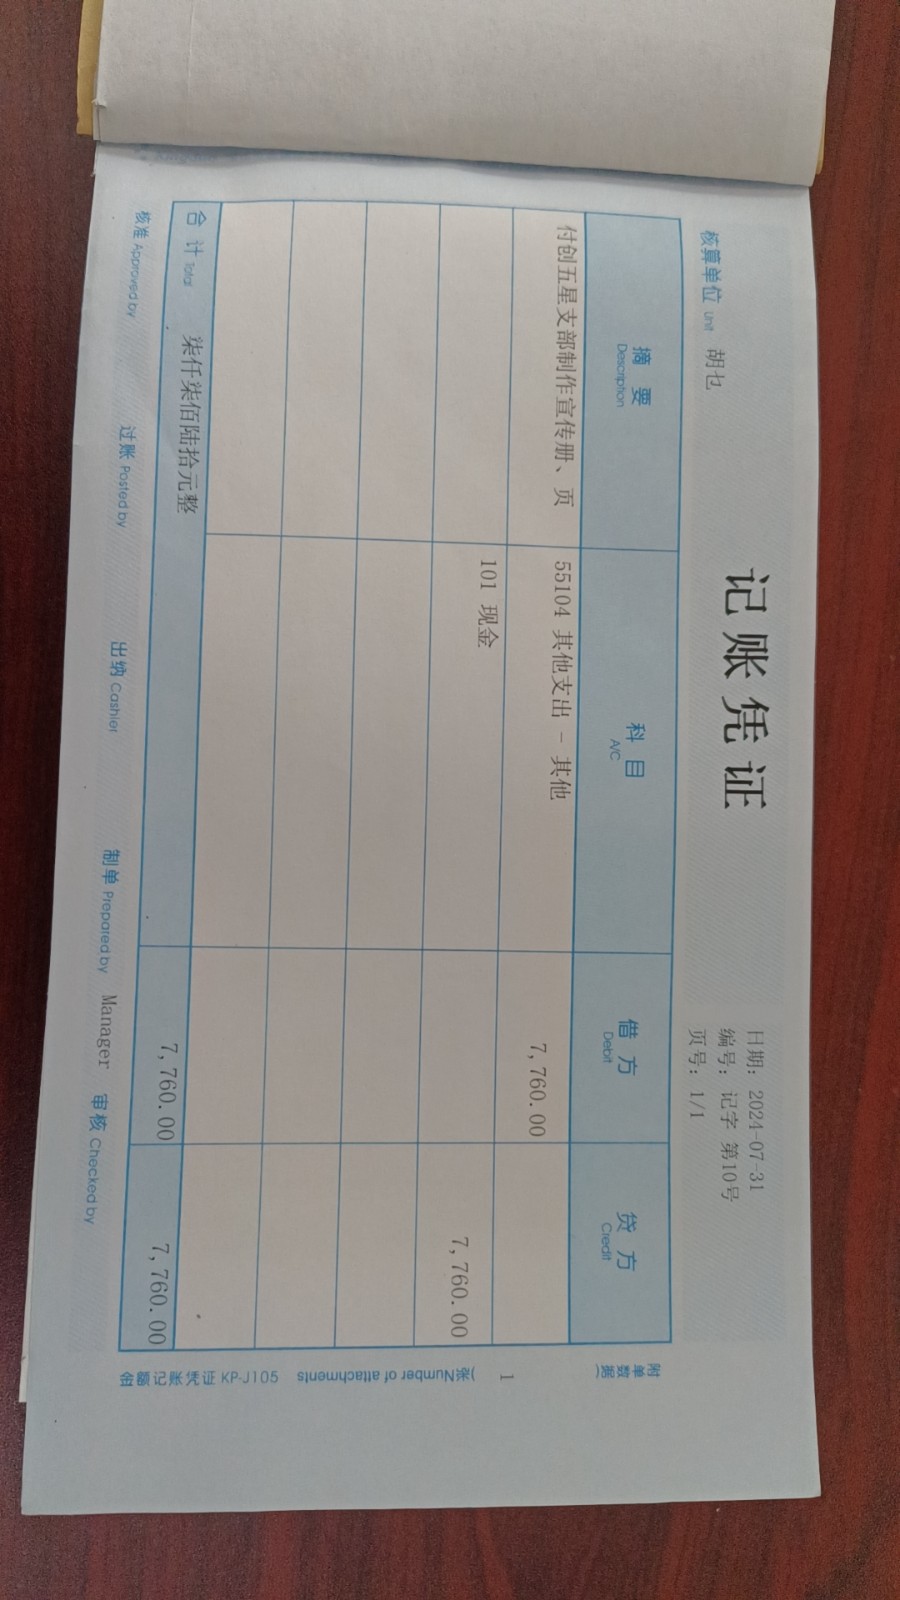 记账凭证
日期: 2024-07-31
编号: 记字 第10号
页号: 1/1
核算单位 Unit 胡屯
摘要 Description 科目 A/C 借方 Debit 贷方 Credit
付创五星支部制作宣传册、页 55104 其他支出 - 其他 7,760.00
101 现金 7,760.00
合计 Total 柒仟柒佰陆拾元整 7,760.00 7,760.00
核准 Approved by 过账 Posted by 出纳 Cashier 制单 Prepared by Manager 审核 Checked by
附单据数( 1 张)Number of attachments
金额记账凭证 KP-J105